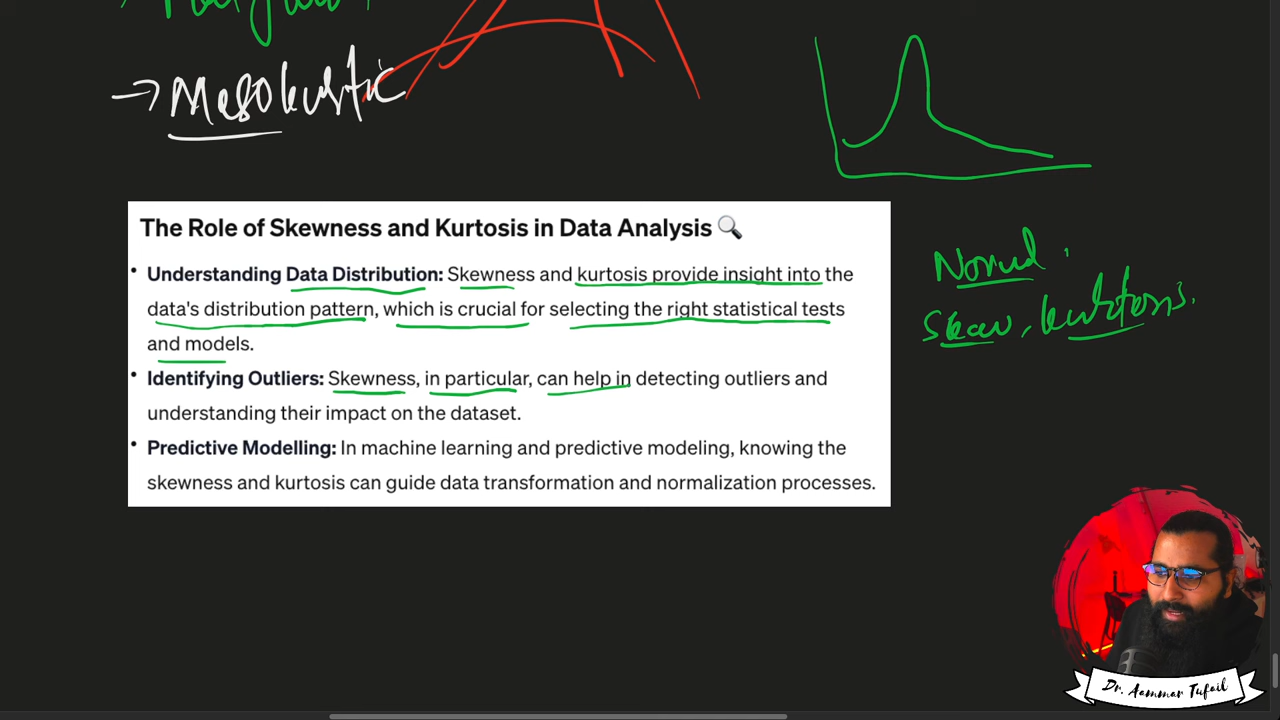 → Mesokurtic
The Role of Skewness and Kurtosis in Data Analysis 🔍
• Understanding Data Distribution: Skewness and kurtosis provide insight into the
data's distribution pattern, which is crucial for selecting the right statistical tests
and models.
• Identifying Outliers: Skewness, in particular, can help in detecting outliers and
understanding their impact on the dataset.
• Predictive Modelling: In machine learning and predictive modeling, knowing the
skewness and kurtosis can guide data transformation and normalization processes.
Normal
Skew, kurtosis.
Dr. Aammar Tufail